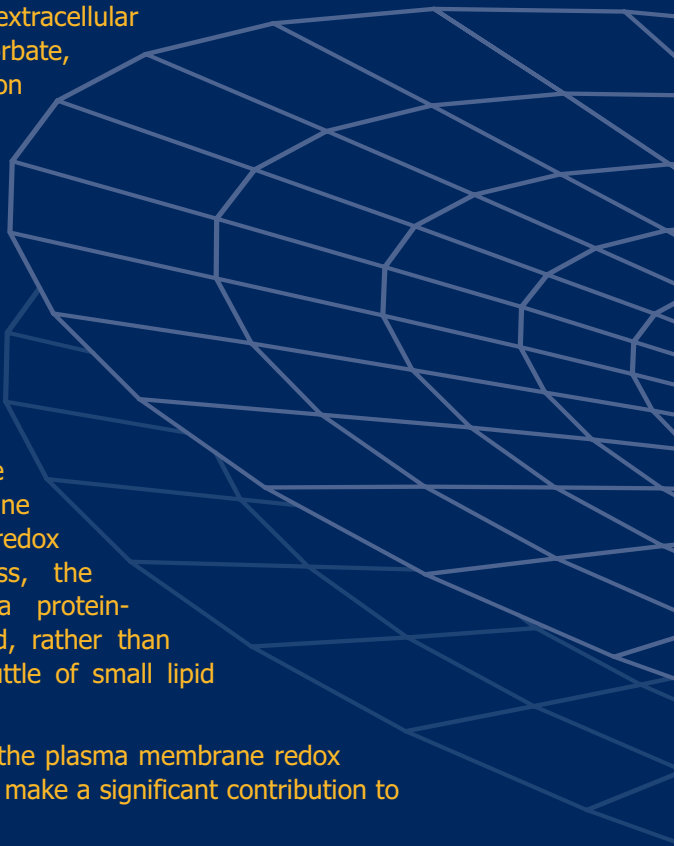 extracellular
rbate,
on
e
ne
redox
ss, the
a protein-
d, rather than
ttle of small lipid
the plasma membrane redox
make a significant contribution to